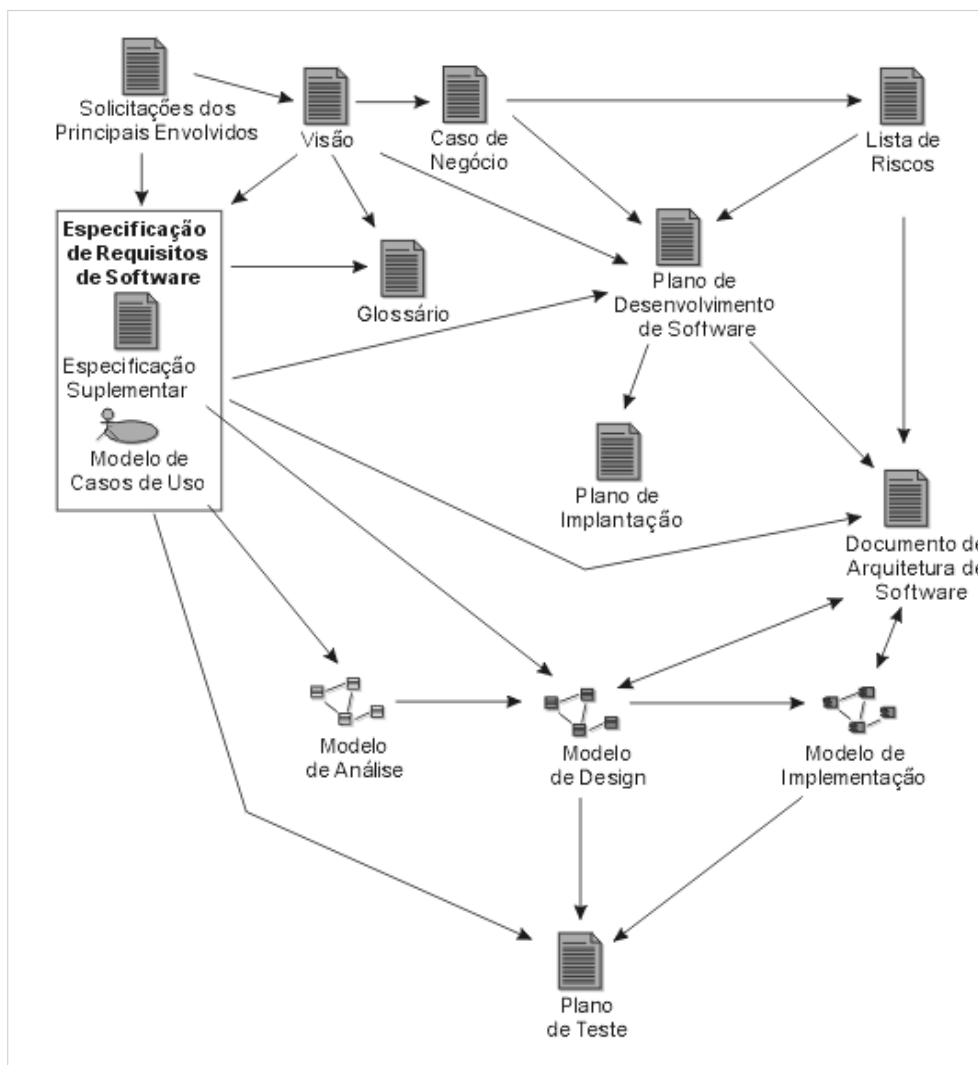 Solicitações dos
Principais Envolvidos
Visão
Caso de
Negócio
Lista de
Riscos
Especificação
de Requisitos
de Software
Especificação
Suplementar
Modelo de
Casos de Uso
Glossário
Plano de
Desenvolvimento
de Software
Plano de
Implantação
Documento de
Arquitetura de
Software
Modelo
de Análise
Modelo
de Design
Modelo de
Implementação
Plano
de Teste